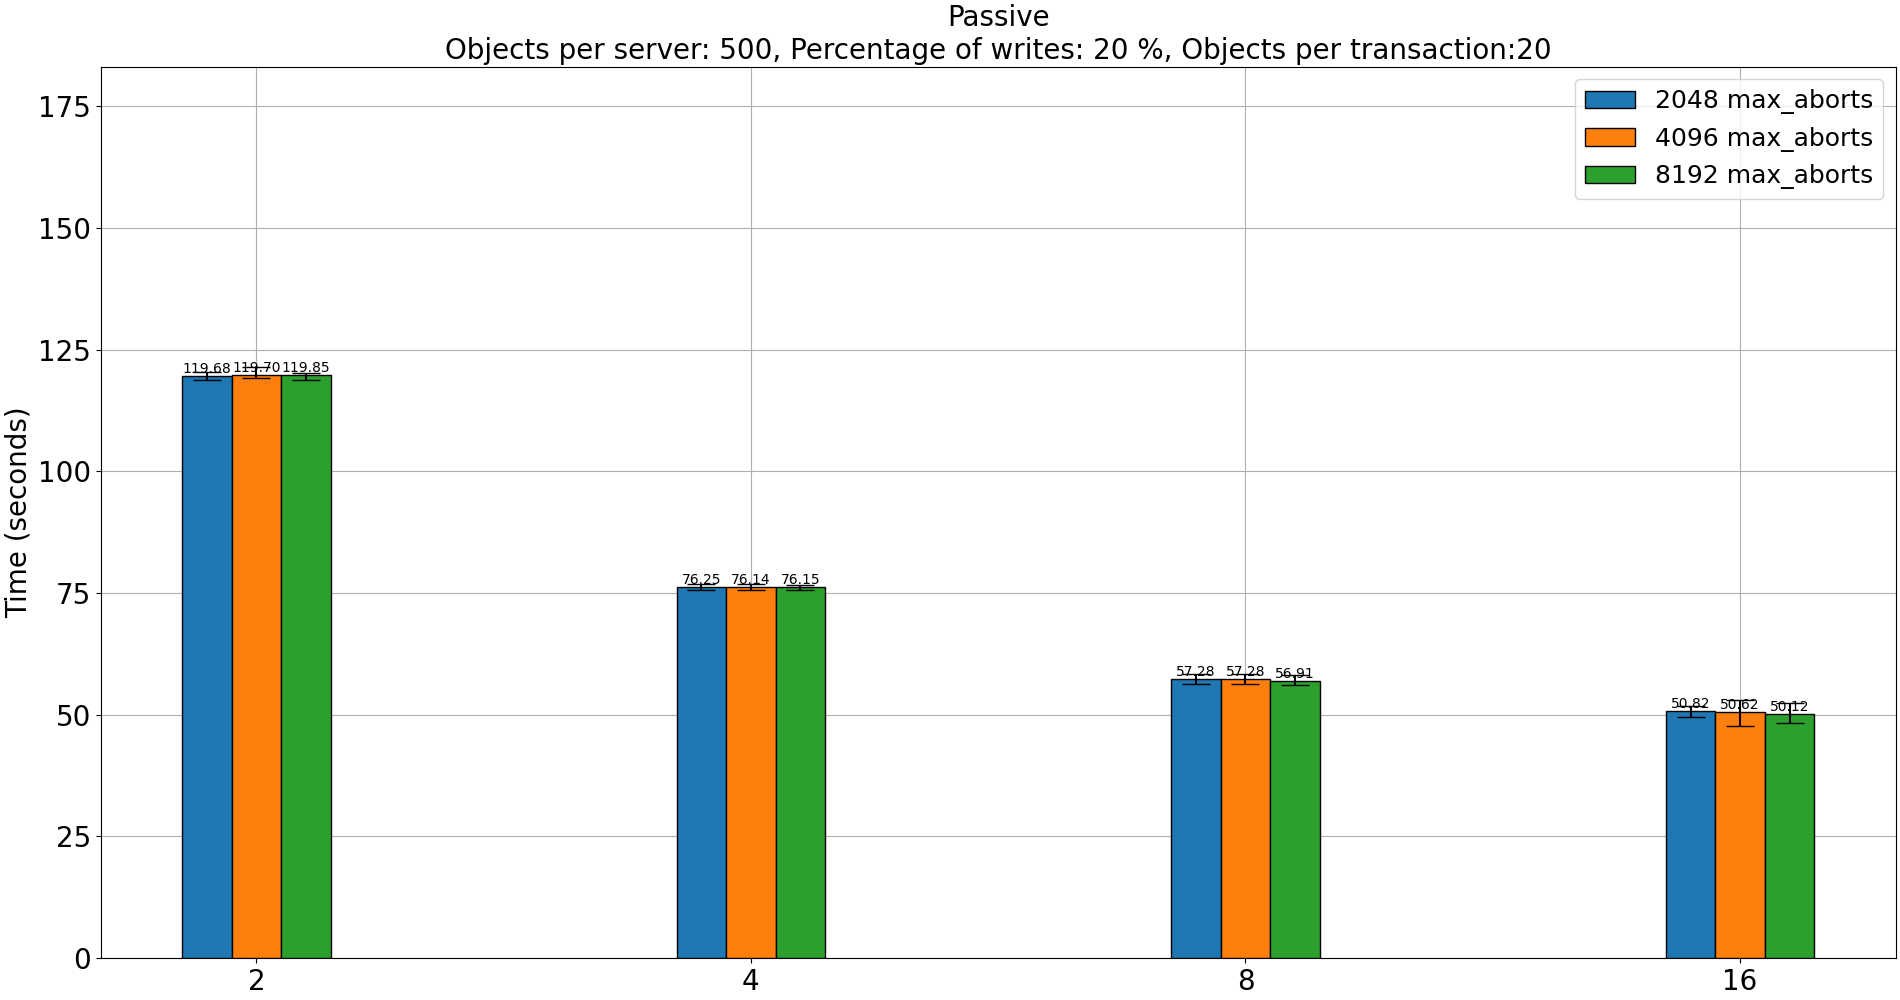 Passive
Objects per server: 500, Percentage of writes: 20 %, Objects per transaction:20
2048 max_aborts
4096 max_aborts
8192 max_aborts
Time (seconds)
175
150
125
100
75
50
25
0
119.68 119.70 119.85
76.25 76.14 76.15
57.28 57.28 56.91
50.82 50.62 50.12
2 4 8 16